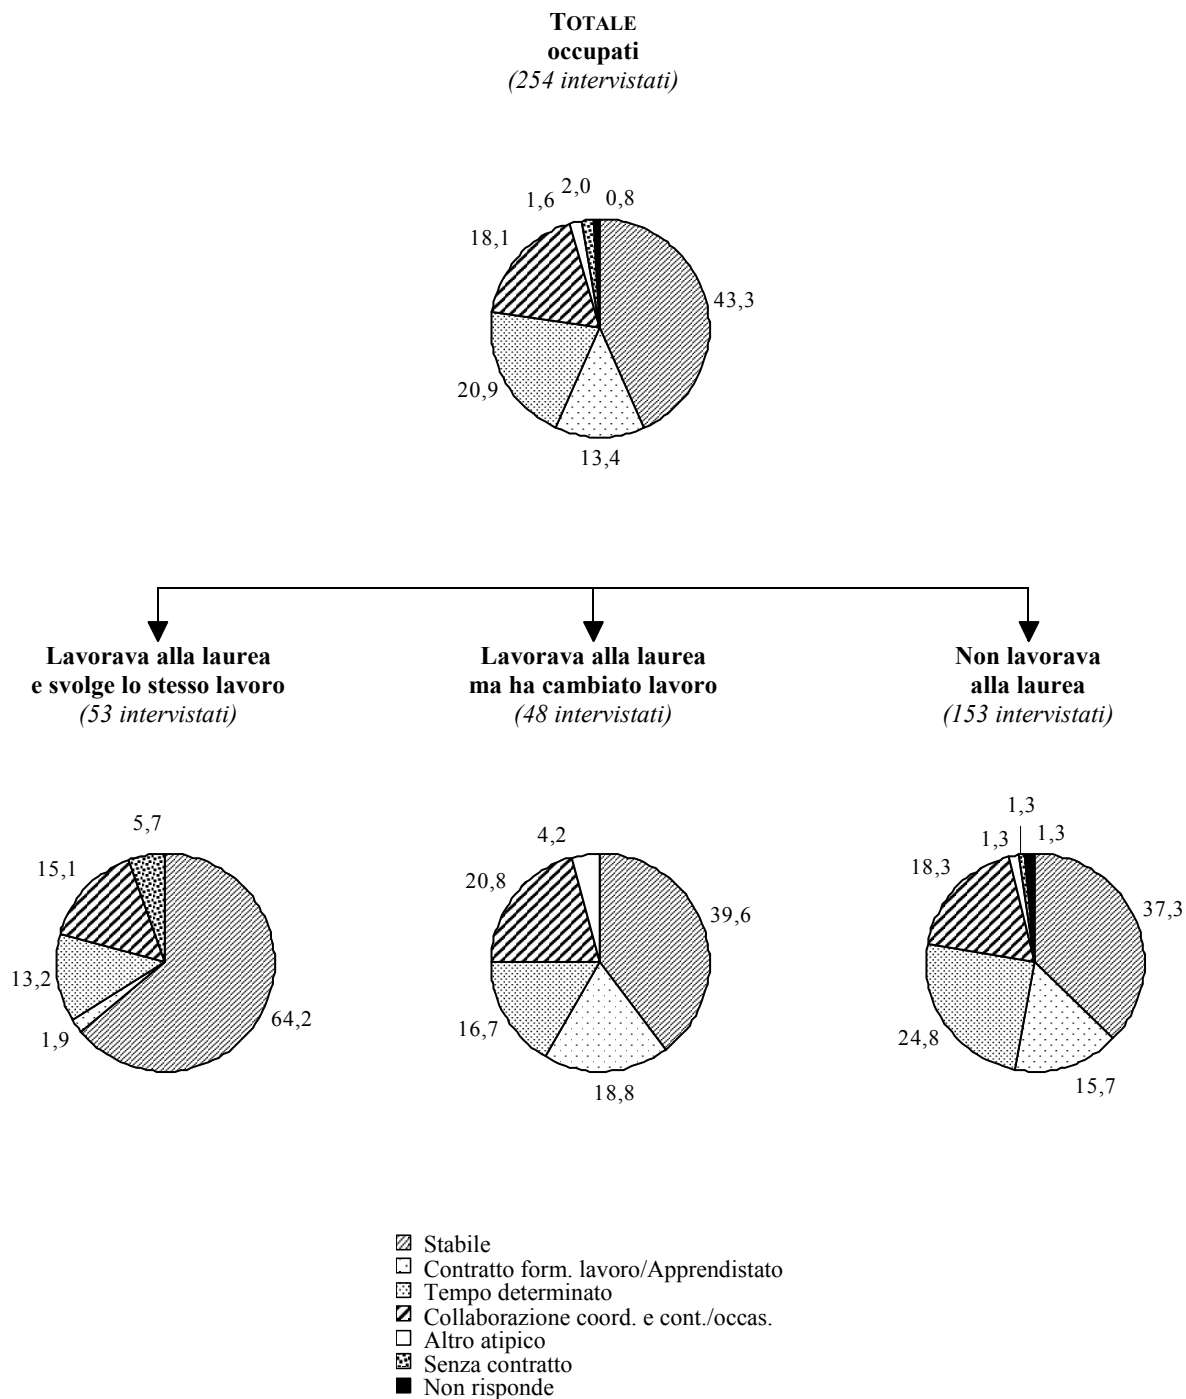 TOTALE
occupati
(254 intervistati)
1,6
2,0
0,8
18,1
43,3
20,9
13,4
Lavorava alla laurea
e svolge lo stesso lavoro
(53 intervistati)
Lavorava alla laurea
ma ha cambiato lavoro
(48 intervistati)
Non lavorava
alla laurea
(153 intervistati)
5,7
15,1
13,2
1,9
64,2
4,2
20,8
39,6
16,7
18,8
1,3
1,3
1,3
18,3
37,3
24,8
15,7
Stabile
Contratto form. lavoro/Apprendistato
Tempo determinato
Collaborazione coord. e cont./occas.
Altro atipico
Senza contratto
Non risponde